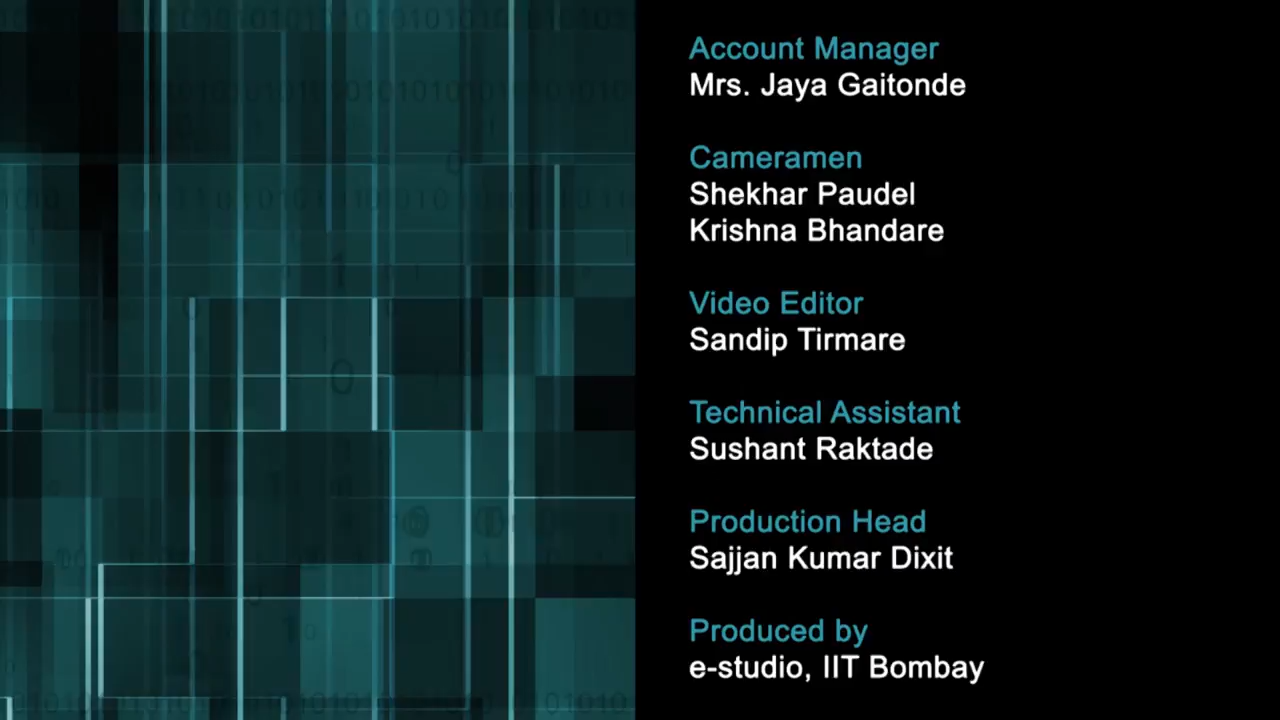 Account Manager
Mrs. Jaya Gaitonde
Cameramen
Shekhar Paudel
Krishna Bhandare
Video Editor
Sandip Tirmare
Technical Assistant
Sushant Raktade
Production Head
Sajjan Kumar Dixit
Produced by
e-studio, IIT Bombay